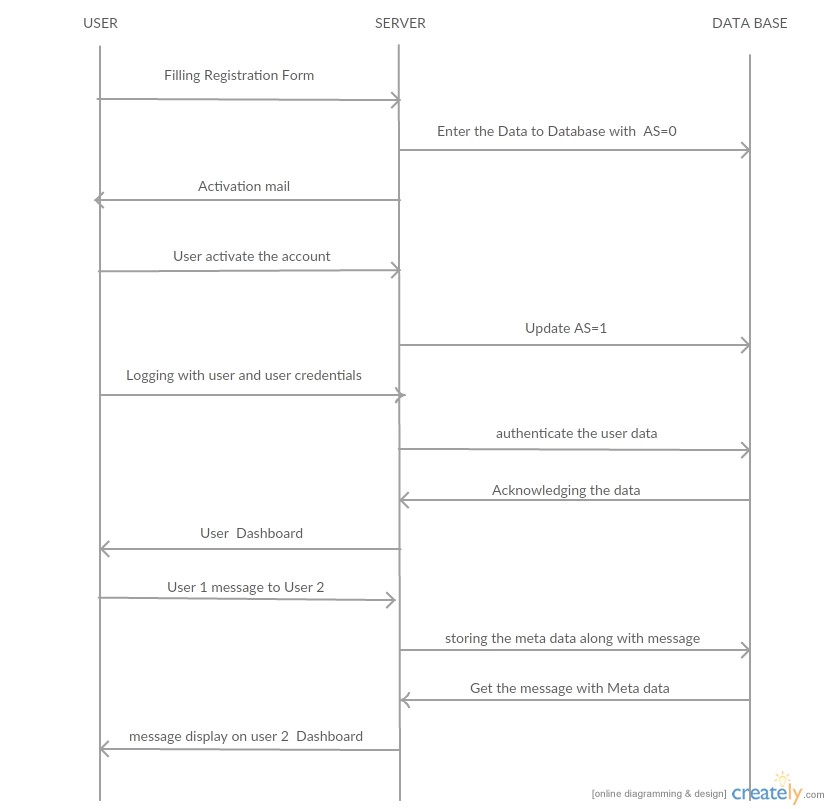 USER SERVER DATA BASE
Filling Registration Form
Enter the Data to Database with AS=0
Activation mail
User activate the account
Update AS=1
Logging with user and user credentials
authenticate the user data
Acknowledging the data
User Dashboard
User 1 message to User 2
storing the meta data along with message
Get the message with Meta data
message display on user 2 Dashboard
[online diagramming & design] creately.com